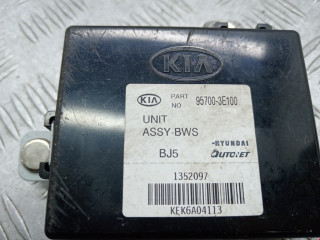 KIA
KIA PART NO 95700-3E100
UNIT
ASSY-BWS
BJ5
HYUNDAI
AUTONET
1352097
KEK6A04113